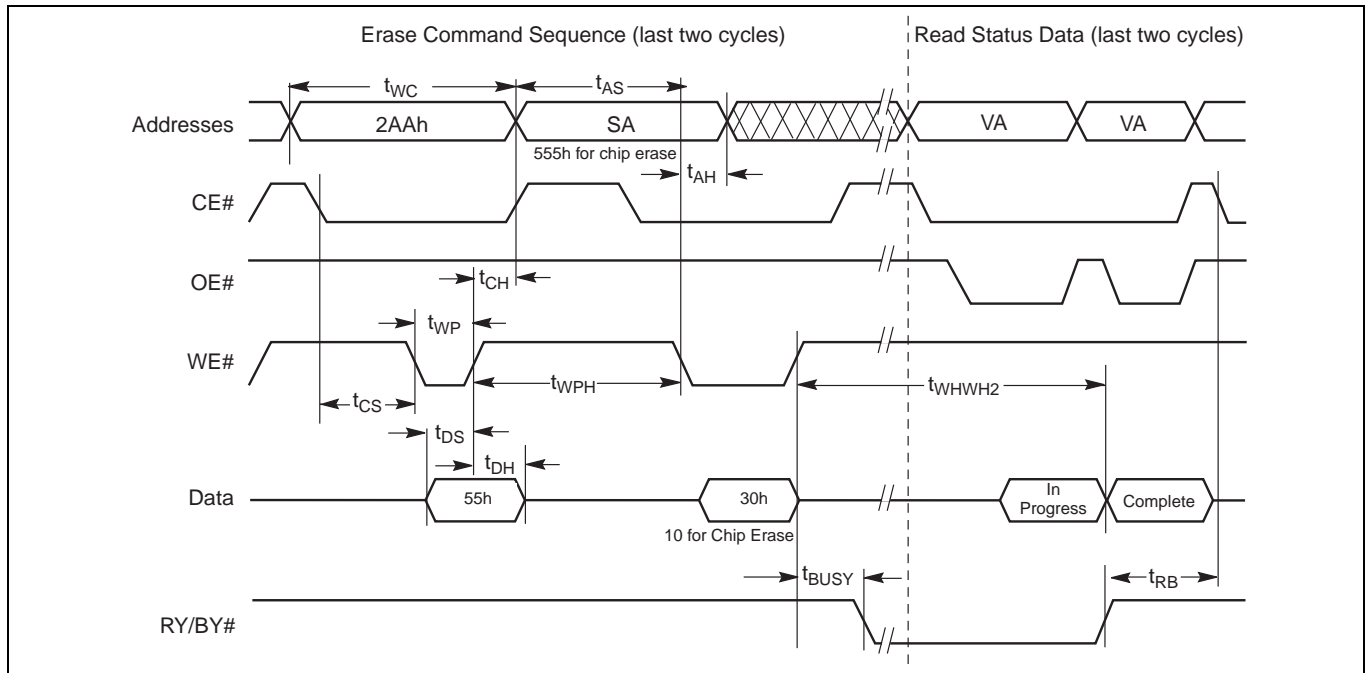 Erase Command Sequence (last two cycles)
Read Status Data (last two cycles)
tWC
tAS
Addresses
2AAh
SA
VA
VA
555h for chip erase
tAH
CE#
OE#
tCH
tWP
WE#
tWPH
tWHWH2
tCS
tDS
tDH
Data
55h
30h
In
Progress
Complete
10 for Chip Erase
tBUSY
tRB
RY/BY#